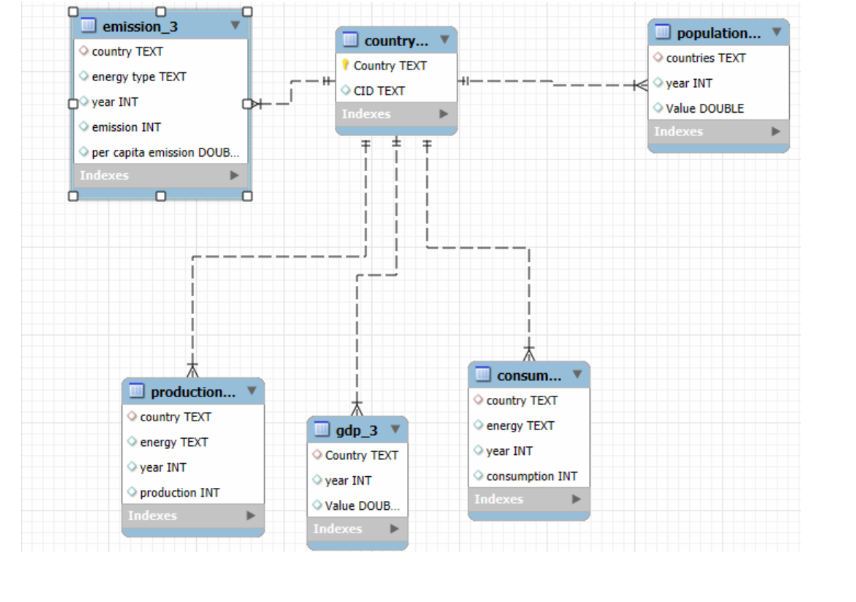 emission_3
country TEXT
energy type TEXT
year INT
emission INT
per capita emission DOUB...
Indexes
country...
Country TEXT
CID TEXT
Indexes
population...
countries TEXT
year INT
Value DOUBLE
Indexes
production...
country TEXT
energy TEXT
year INT
production INT
Indexes
gdp_3
Country TEXT
year INT
Value DOUB...
Indexes
consum...
country TEXT
energy TEXT
year INT
consumption INT
Indexes